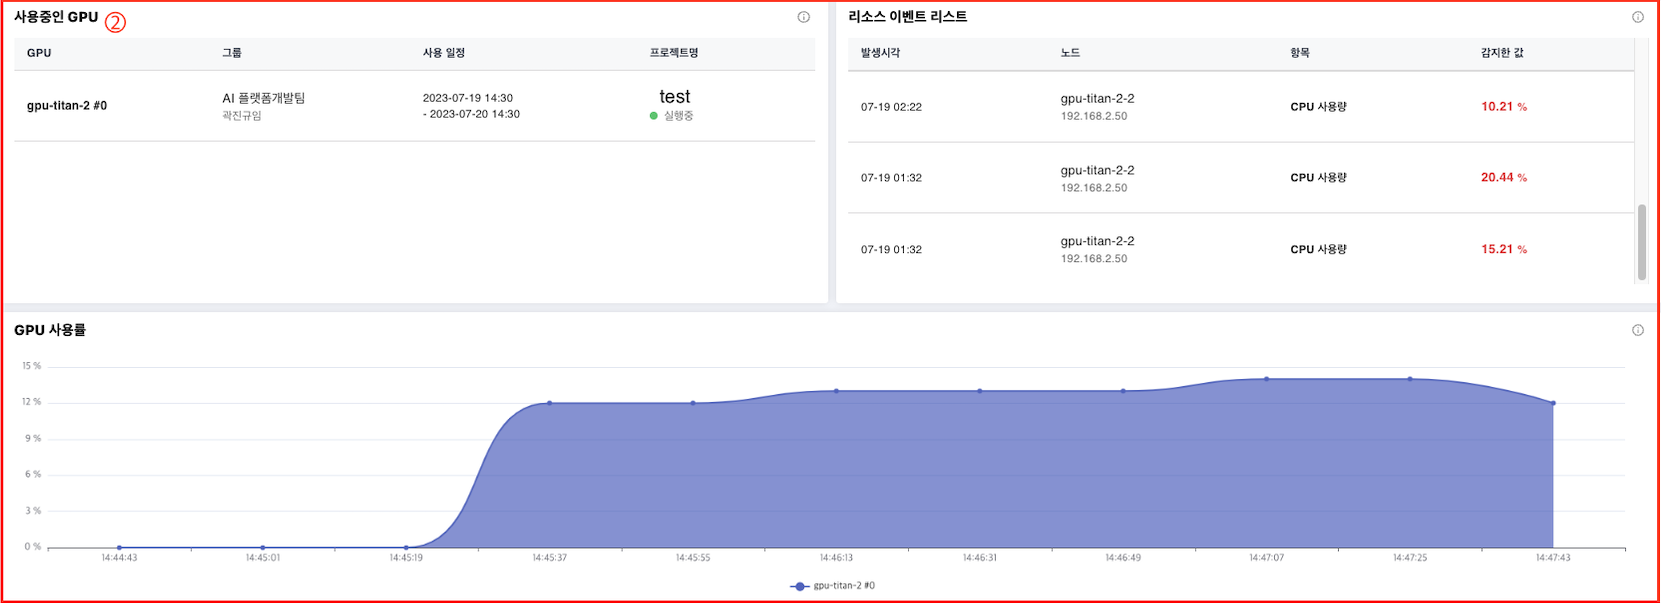 사용중인 GPU ②
GPU 그룹 사용 일정 프로젝트명
gpu-titan-2 #0
AI 플랫폼개발팀
곽진규임
2023-07-19 14:30
- 2023-07-20 14:30
test
실행중
리소스 이벤트 리스트
발생시각 노드 항목 감지한 값
07-19 02:22
gpu-titan-2-2
192.168.2.50
CPU 사용량
10.21 %
07-19 01:32
gpu-titan-2-2
192.168.2.50
CPU 사용량
20.44 %
07-19 01:32
gpu-titan-2-2
192.168.2.50
CPU 사용량
15.21 %
GPU 사용률
15 %
12 %
9 %
6 %
3 %
0 %
14:44:43 14:45:01 14:45:19 14:45:37 14:45:55 14:46:13 14:46:31 14:46:49 14:47:07 14:47:25 14:47:43
gpu-titan-2 #0